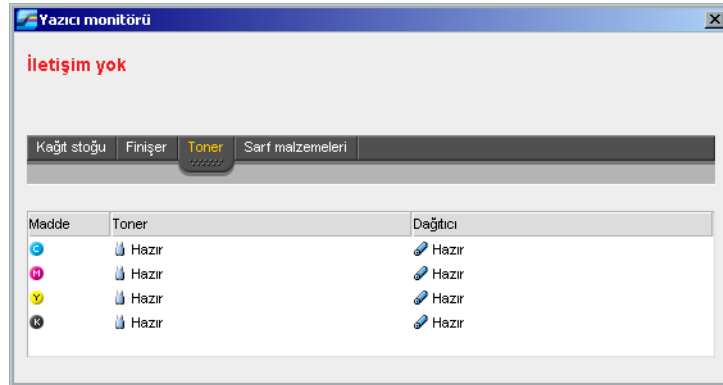 Yazıcı monitörü
İletişim yok
Kağıt stoğu Finişer Toner Sarf malzemeleri
Madde Toner Dağıtıcı
C Hazır Hazır
M Hazır Hazır
Y Hazır Hazır
K Hazır Hazır